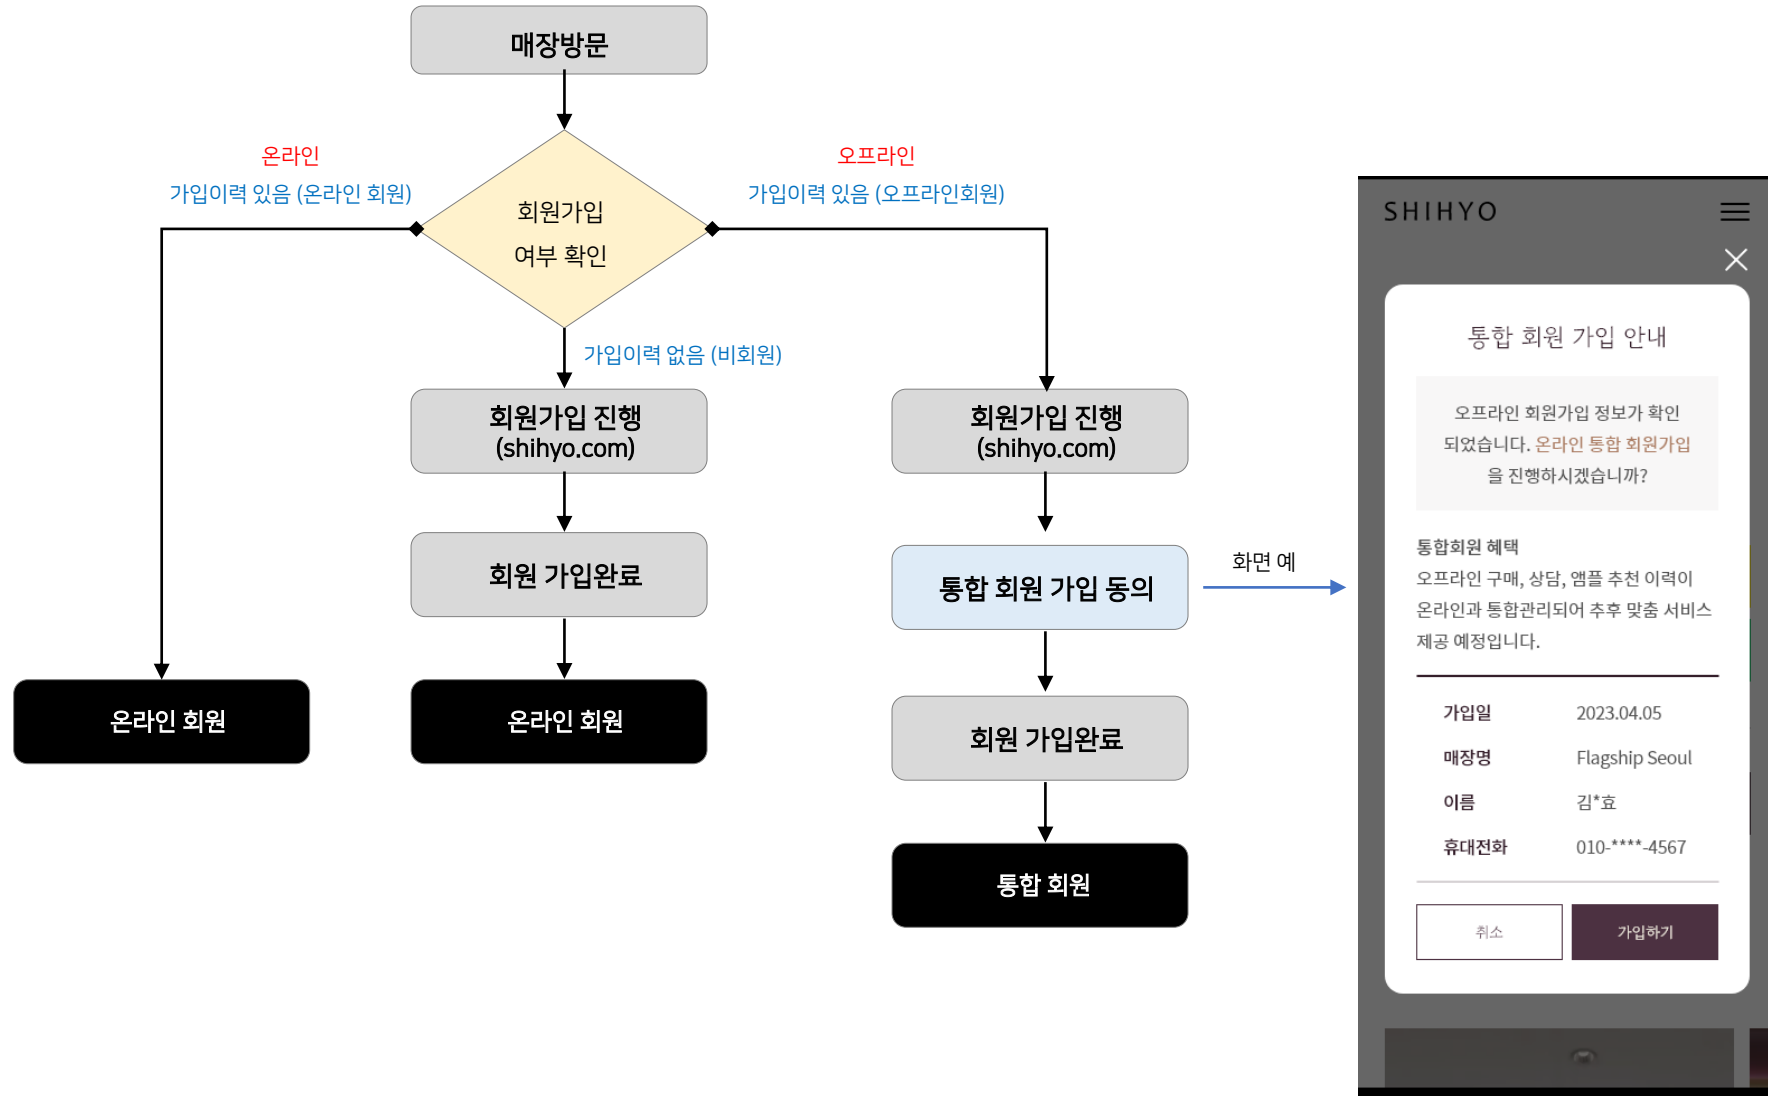 매장방문
온라인
가입이력 있음 (온라인 회원)
오프라인
가입이력 있음 (오프라인회원)
회원가입
여부 확인
가입이력 없음 (비회원)
회원가입 진행
(shihyo.com)
회원가입 진행
(shihyo.com)
회원 가입완료
통합 회원 가입 동의
화면 예
온라인 회원
온라인 회원
회원 가입완료
통합 회원
SHIHYO
통합 회원 가입 안내
오프라인 회원가입 정보가 확인
되었습니다. 온라인 통합 회원가입
을 진행하시겠습니까?
통합회원 혜택
오프라인 구매, 상담, 앰플 추천 이력이
온라인과 통합관리되어 추후 맞춤 서비스
제공 예정입니다.
가입일 2023.04.05
매장명 Flagship Seoul
이름 김*효
휴대전화 010-****-4567
취소 가입하기